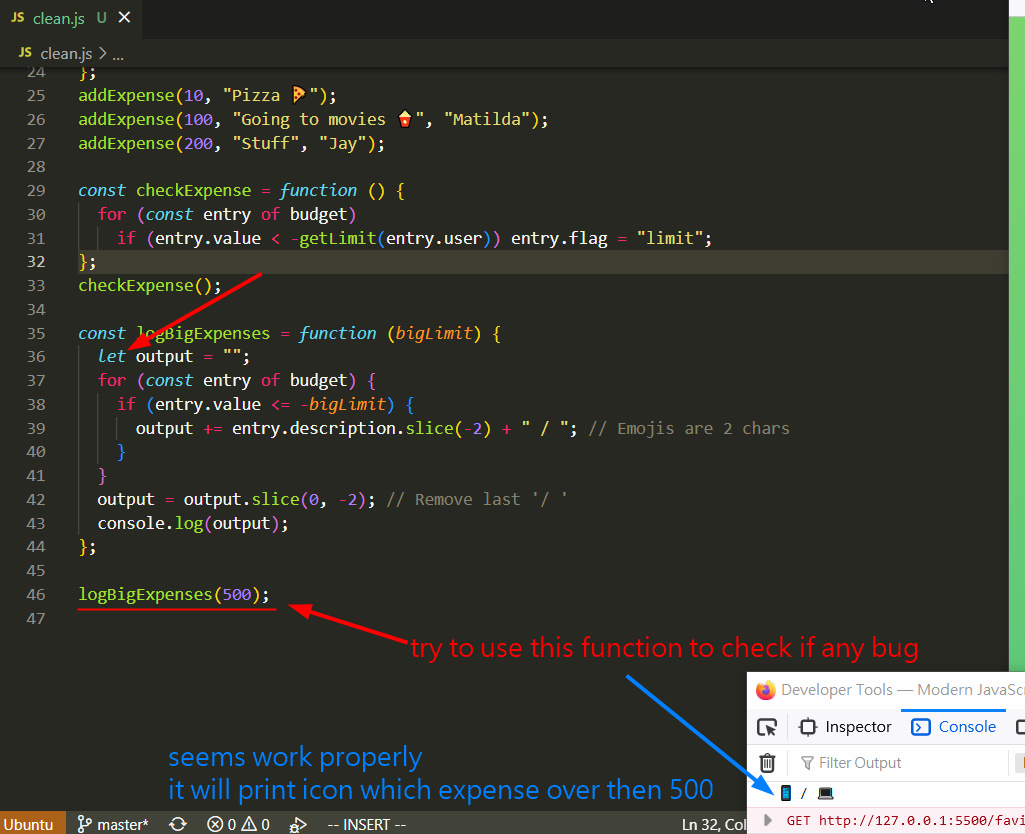 JS clean.js U ✕
JS clean.js > ...
24 };
25 addExpense(10, "Pizza 🍕");
26 addExpense(100, "Going to movies 🍿", "Matilda");
27 addExpense(200, "Stuff", "Jay");
28
29 const checkExpense = function () {
30 for (const entry of budget)
31 if (entry.value < -getLimit(entry.user)) entry.flag = "limit";
32 };
33 checkExpense();
34
35 const logBigExpenses = function (bigLimit) {
36 let output = "";
37 for (const entry of budget) {
38 if (entry.value <= -bigLimit) {
39 output += entry.description.slice(-2) + " / "; // Emojis are 2 chars
40 }
41 }
42 output = output.slice(0, -2); // Remove last '/ '
43 console.log(output);
44 };
45
46 logBigExpenses(500);
47
try to use this function to check if any bug
seems work properly
it will print icon which expense over then 500
Developer Tools — Modern JavaScr
Inspector Console
Filter Output
📱 / 💻
GET http://127.0.0.1:5500/favi
Ubuntu master* 0 0 -- INSERT -- Ln 32, Col